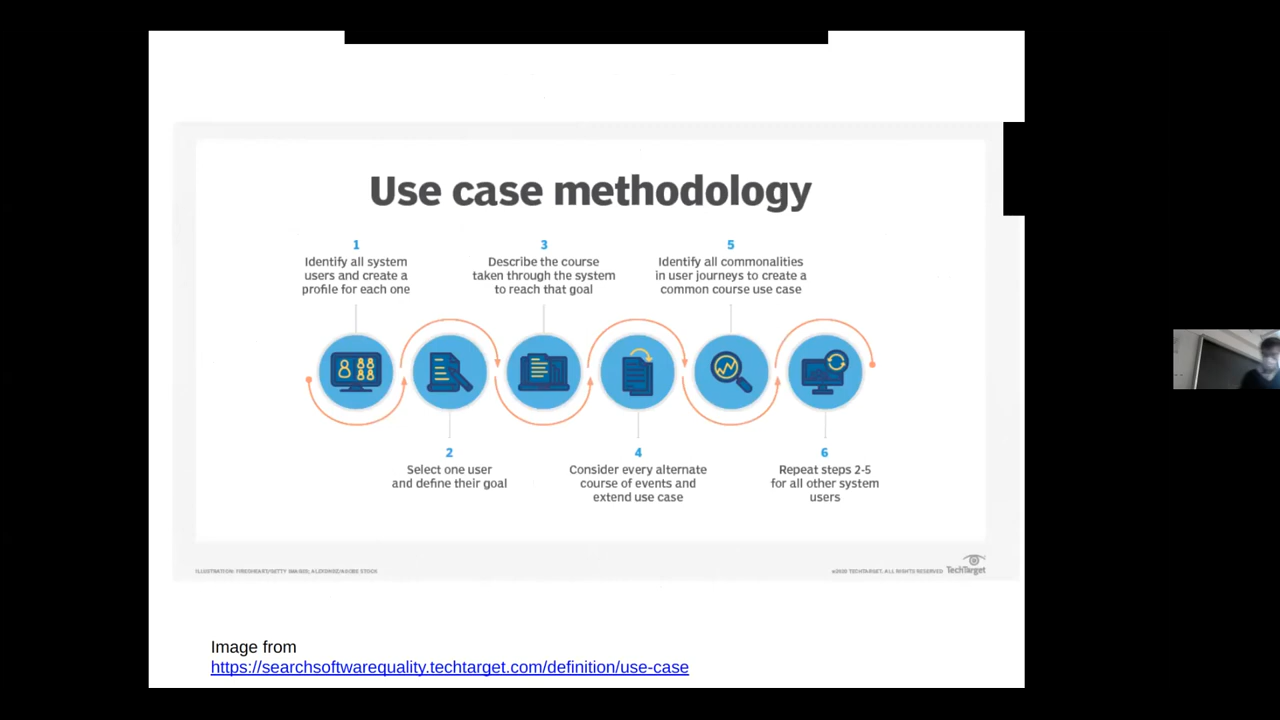 Use case methodology
1
Identify all system
users and create a
profile for each one
3
Describe the course
taken through the system
to reach that goal
5
Identify all commonalities
in user journeys to create a
common course use case
2
Select one user
and define their goal
4
Consider every alternate
course of events and
extend use case
6
Repeat steps 2-5
for all other system
users
TechTarget
Image from
https://searchsoftwarequality.techtarget.com/definition/use-case